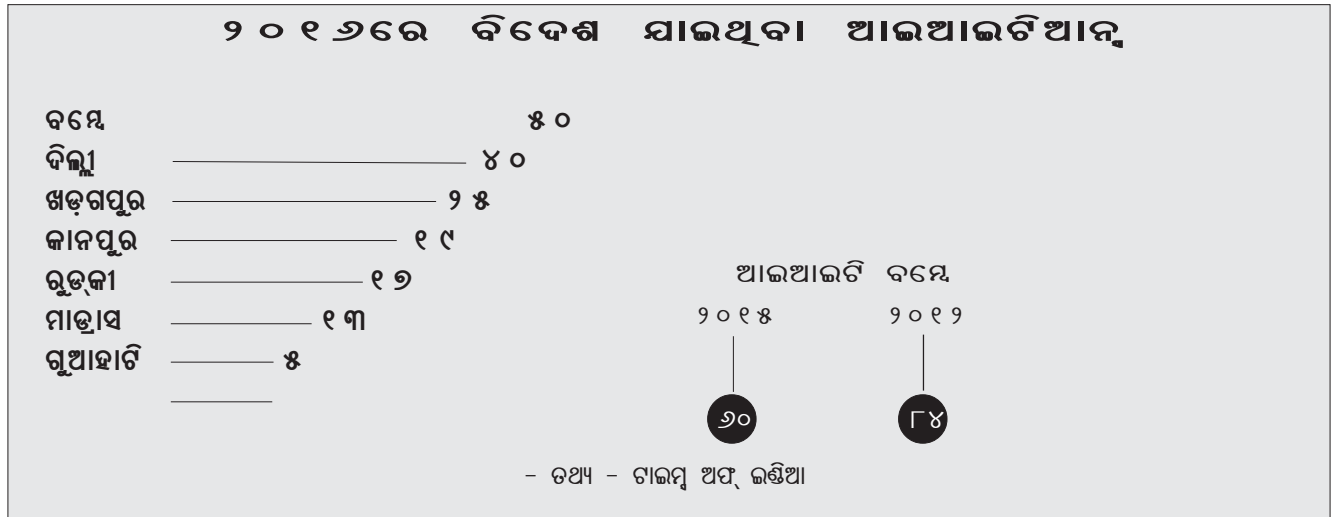 ୨୦୧୬ରେ ବିଦେଶ ଯାଇଥିବା ଆଇଆଇଟିଆନ୍ସ
ବମ୍ବେ ୫୦
ଦିଲ୍ଲୀ ୪୦
ଖଡ଼ଗପୁର ୨୫
କାନପୁର ୧୯
ରୁଡ଼୍‌କୀ ୧୭
ମାଡ୍ରାସ ୧୩
ଗୁଆହାଟି ୫
ଆଇଆଇଟି ବମ୍ବେ
୨୦୧୫ ୨୦୧୨
୬୦ ୮୪
- ତଥ୍ୟ - ଟାଇମ୍ସ ଅଫ୍ ଇଣ୍ଡିଆ